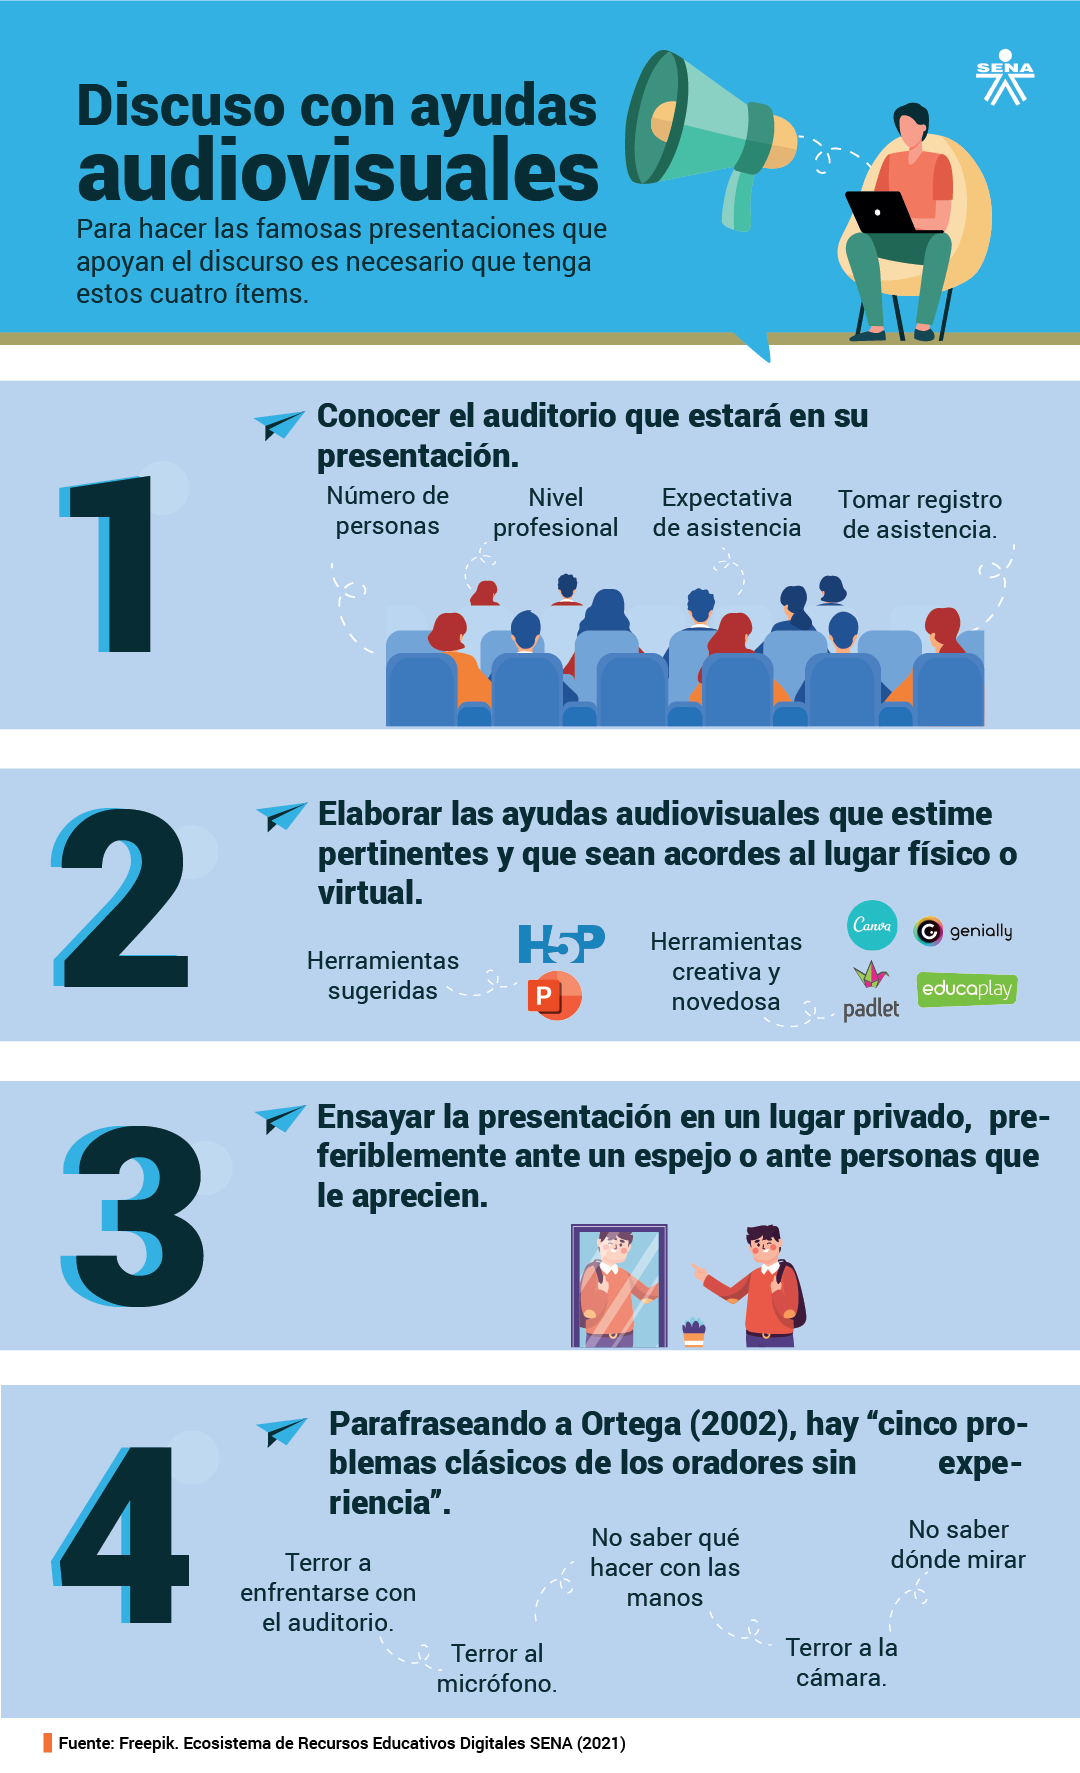 SENA
Discuso con ayudas
audiovisuales
Para hacer las famosas presentaciones que
apoyan el discurso es necesario que tenga
estos cuatro ítems.
1
Conocer el auditorio que estará en su
presentación.
Número de
personas
Nivel
profesional
Expectativa
de asistencia
Tomar registro
de asistencia.
2
Elaborar las ayudas audiovisuales que estime
pertinentes y que sean acordes al lugar físico o
virtual.
Herramientas
sugeridas
H5P
P
Herramientas
creativa y
novedosa
Canva
genially
padlet
educaplay
3
Ensayar la presentación en un lugar privado, pre-
feriblemente ante un espejo o ante personas que
le aprecien.
4
Parafraseando a Ortega (2002), hay “cinco pro-
blemas clásicos de los oradores sin expe-
riencia”.
Terror a
enfrentarse con
el auditorio.
Terror al
micrófono.
No saber qué
hacer con las
manos
Terror a la
cámara.
No saber
dónde mirar
Fuente: Freepik. Ecosistema de Recursos Educativos Digitales SENA (2021)